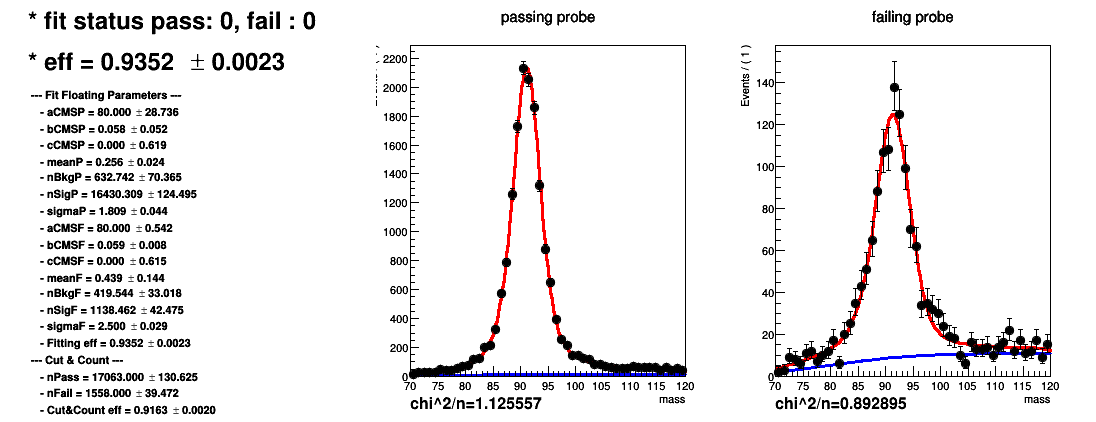 * fit status pass: 0, fail : 0
* eff = 0.9352 ± 0.0023
--- Fit Floating Parameters ---
- aCMSP = 80.000 ± 28.736
- bCMSP = 0.058 ± 0.052
- cCMSP = 0.000 ± 0.619
- meanP = 0.256 ± 0.024
- nBkgP = 632.742 ± 70.365
- nSigP = 16430.309 ± 124.495
- sigmaP = 1.809 ± 0.044
- aCMSF = 80.000 ± 0.542
- bCMSF = 0.059 ± 0.008
- cCMSF = 0.000 ± 0.615
- meanF = 0.439 ± 0.144
- nBkgF = 419.544 ± 33.018
- nSigF = 1138.462 ± 42.475
- sigmaF = 2.500 ± 0.029
- Fitting eff = 0.9352 ± 0.0023
--- Cut & Count ---
- nPass = 17063.000 ± 130.625
- nFail = 1558.000 ± 39.472
- Cut&Count eff = 0.9163 ± 0.0020
passing probe
2200
2000
1800
1600
1400
1200
1000
800
600
400
200
0
70 75 80 85 90 95 100 105 110 115 120
mass
chi^2/n=1.125557
failing probe
Events / ( 1 )
140
120
100
80
60
40
20
0
70 75 80 85 90 95 100 105 110 115 120
mass
chi^2/n=0.892895